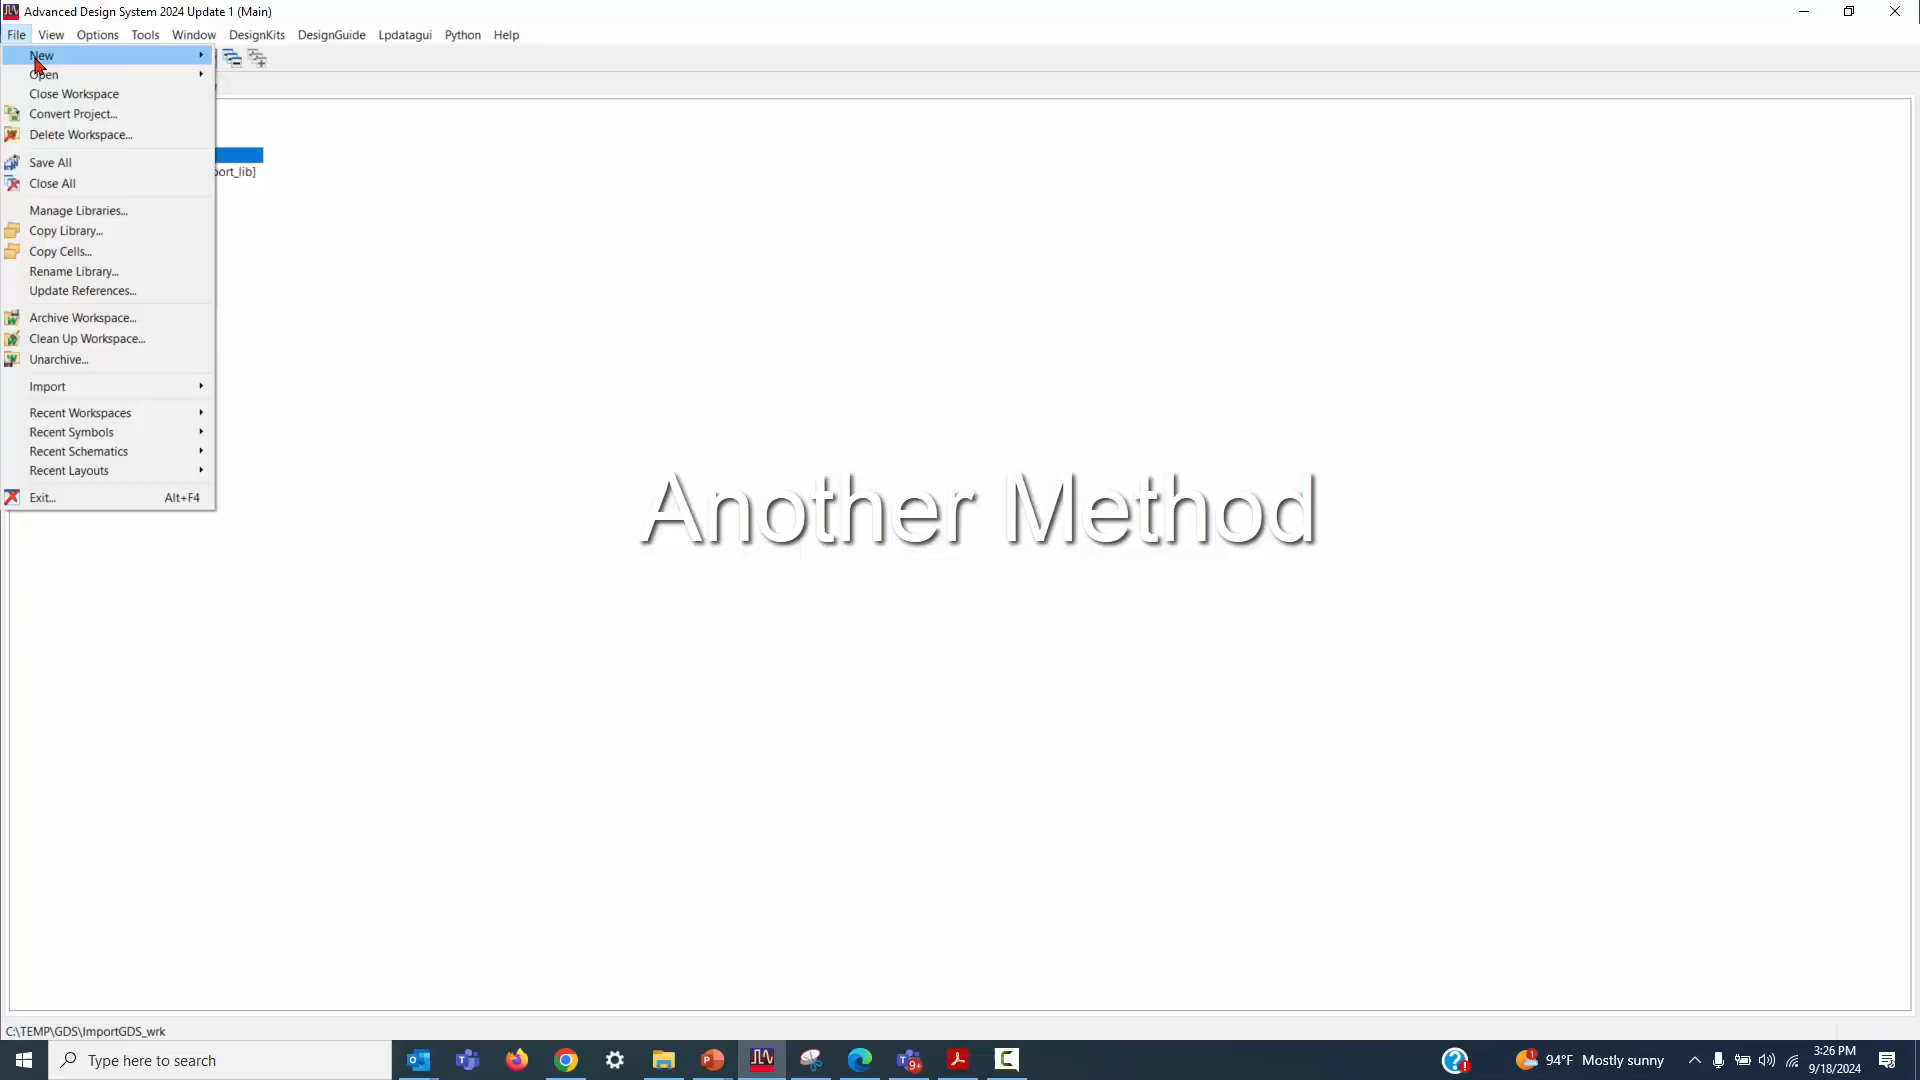 Advanced Design System 2024 Update 1 (Main)
File View Options Tools Window DesignKits DesignGuide Lpdatagui Python Help
New
Open
Close Workspace
Convert Project...
Delete Workspace...
Save All
port_lib]
Close All
Manage Libraries...
Copy Library...
Copy Cells...
Rename Library...
Update References...
Archive Workspace...
Clean Up Workspace...
Unarchive...
Import
Recent Workspaces
Recent Symbols
Recent Schematics
Recent Layouts
Exit... Alt+F4
Another Method
C:\TEMP\GDS\ImportGDS_wrk
Type here to search
9+
94°F Mostly sunny
3:26 PM
9/18/2024